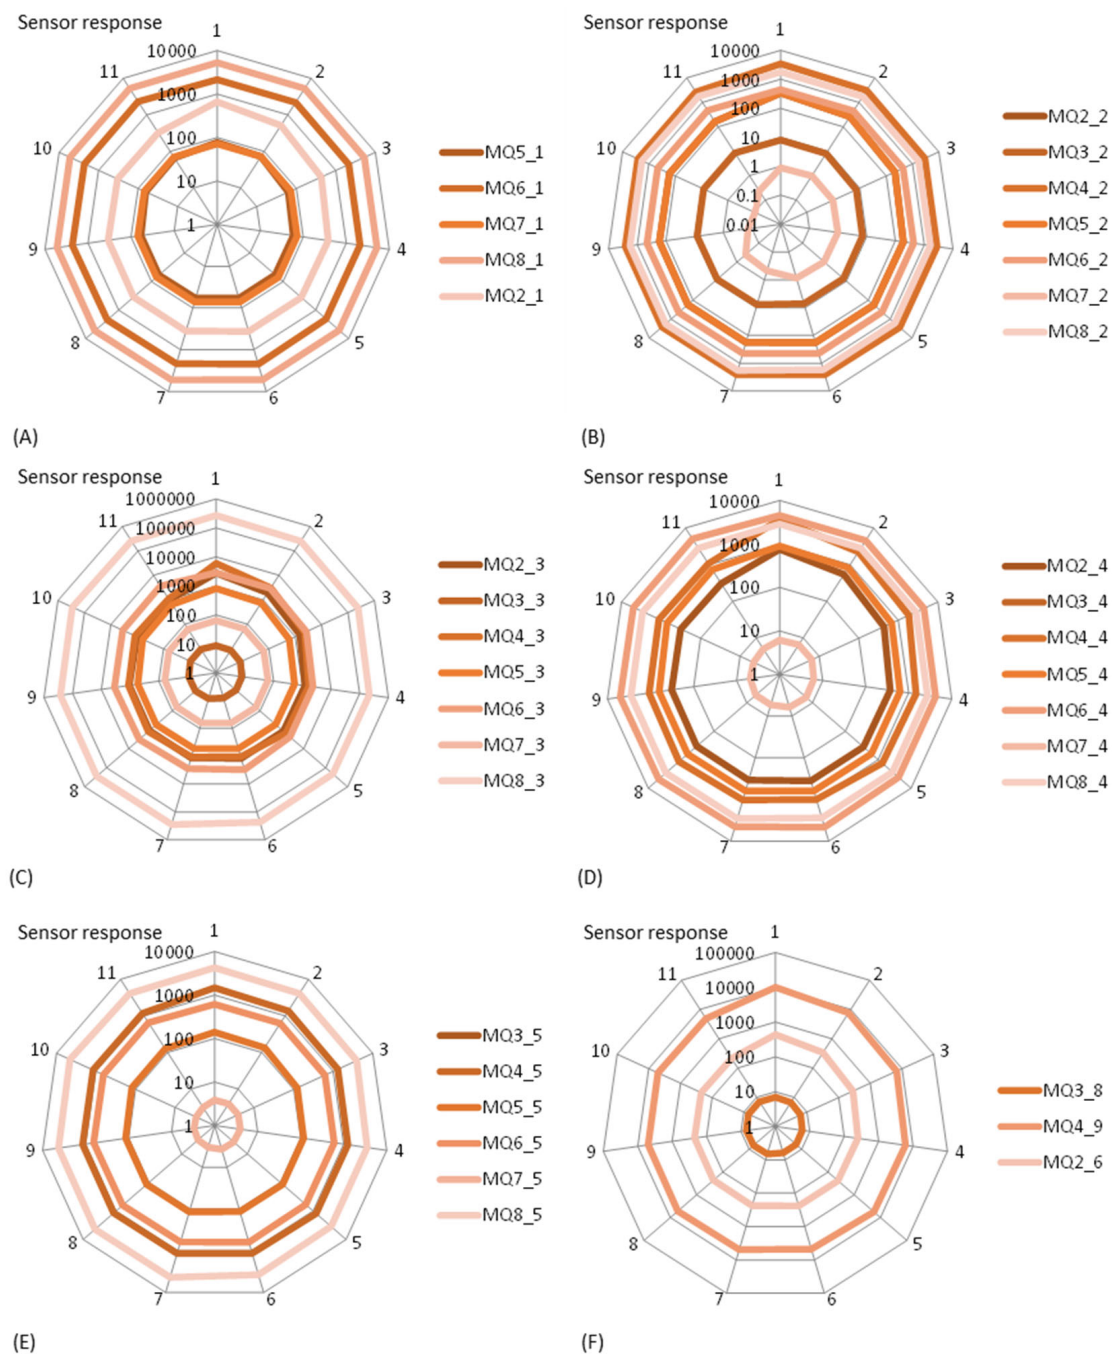 Sensor response
1
10000
11
2
1000
100
10
3
10
1
9
4
8
5
7
6
MQ5_1
MQ6_1
MQ7_1
MQ8_1
MQ2_1
(A)
1
10000
11
2
1000
100
10
3
10
1
0.1
0.01
9
4
8
5
7
6
MQ2_2
MQ3_2
MQ4_2
MQ5_2
MQ6_2
MQ7_2
MQ8_2
(B)
Sensor response
1
1000000
11
2
100000
10000
1000
10
3
100
10
1
9
4
8
5
7
6
MQ2_3
MQ3_3
MQ4_3
MQ5_3
MQ6_3
MQ7_3
MQ8_3
(C)
Sensor response
1
10000
11
2
1000
100
10
3
10
1
9
4
8
5
7
6
MQ2_4
MQ3_4
MQ4_4
MQ5_4
MQ6_4
MQ7_4
MQ8_4
(D)
Sensor response
1
10000
11
2
1000
100
10
3
10
1
9
4
8
5
7
6
MQ3_5
MQ4_5
MQ5_5
MQ6_5
MQ7_5
MQ8_5
(E)
Sensor response
1
100000
11
2
10000
1000
100
10
3
10
1
9
4
8
5
7
6
MQ3_8
MQ4_9
MQ2_6
(F)